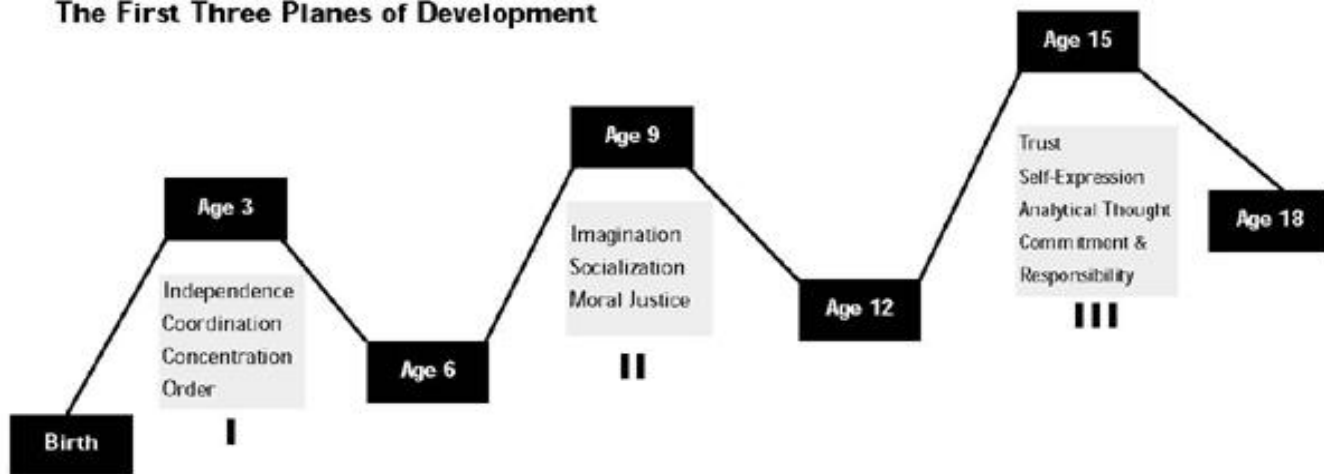 The First Three Planes of Development
Age 15
Age 9
Age 3
Trust
Self-Expression
Analytical Thought
Commitment &
Responsibility
III
Age 18
Imagination
Socialization
Moral Justice
II
Age 12
Independence
Coordination
Concentration
Order
I
Age 6
Birth